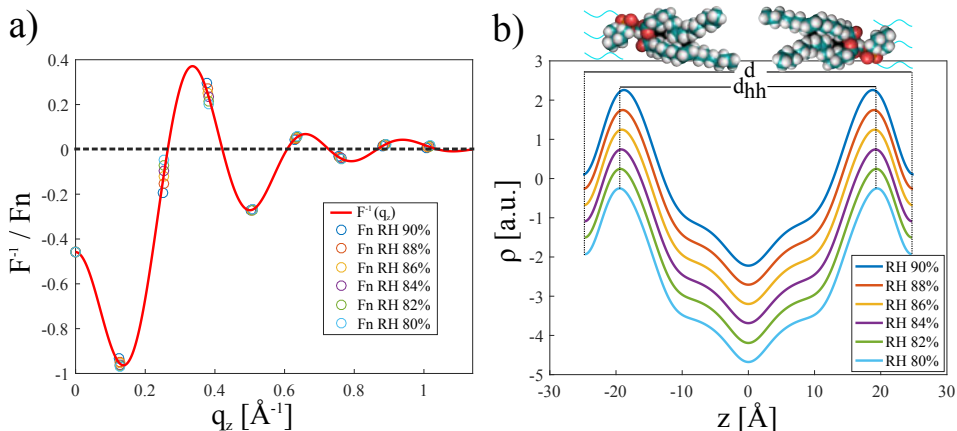 a)
0.4
0.2
0
-0.2
-0.4
-0.6
-0.8
-1
0
0.2
0.4
0.6
0.8
1
F⁻¹ / Fn
q_z [Å⁻¹]
F⁻¹(q_z)
Fn RH 90%
Fn RH 88%
Fn RH 86%
Fn RH 84%
Fn RH 82%
Fn RH 80%
b)
d
d_hh
3
2
1
0
-1
-2
-3
-4
-5
-30
-20
-10
0
10
20
30
ρ [a.u.]
z [Å]
RH 90%
RH 88%
RH 86%
RH 84%
RH 82%
RH 80%